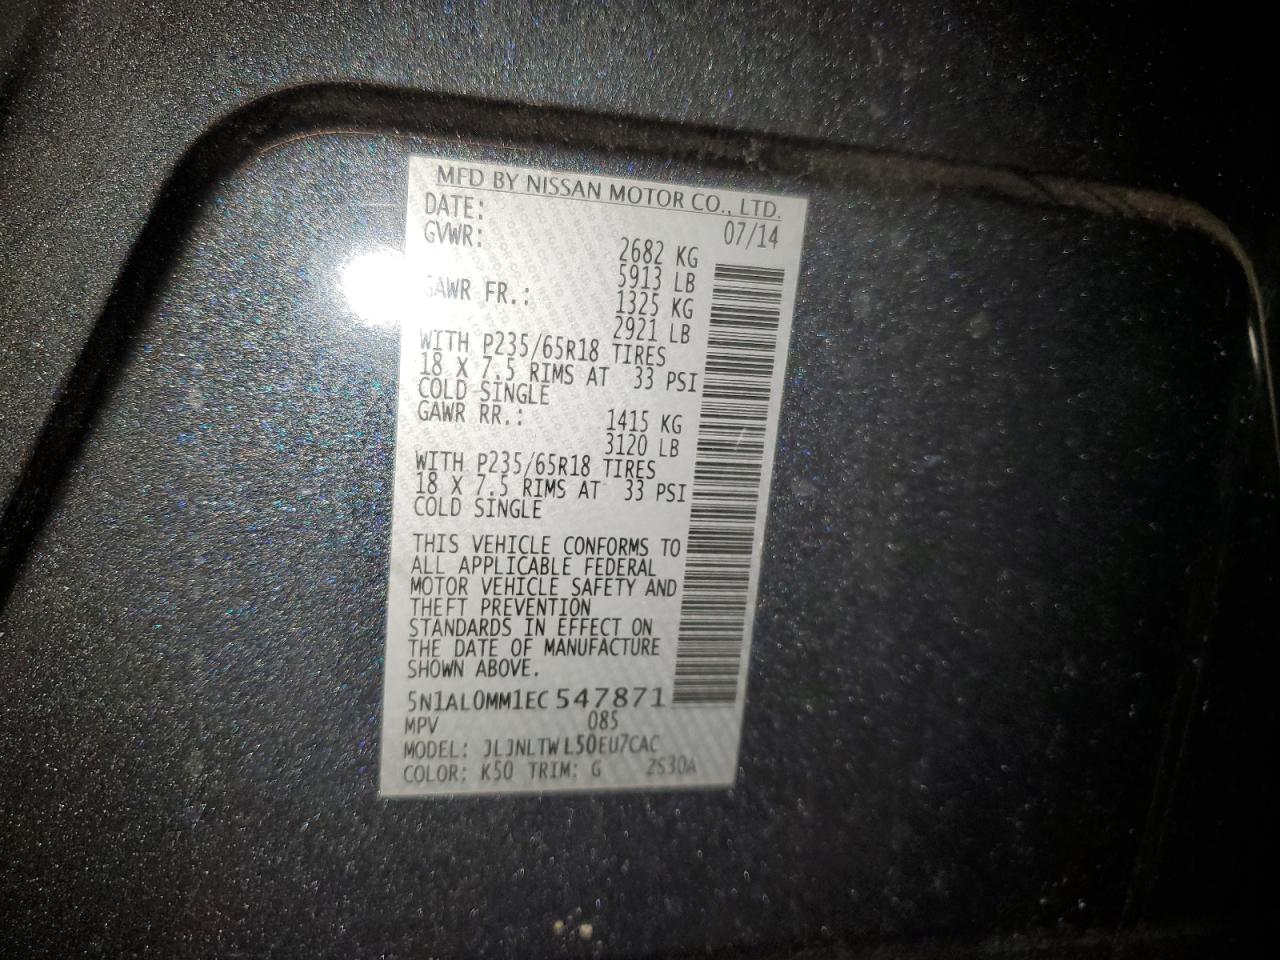 MFD BY NISSAN MOTOR CO., LTD.
DATE: 07/14
GVWR: 2682 KG
5913 LB
GAWR FR.: 1325 KG
2921 LB
WITH P235/65R18 TIRES
18 X 7.5 RIMS AT 33 PSI
COLD SINGLE
GAWR RR.: 1415 KG
3120 LB
WITH P235/65R18 TIRES
18 X 7.5 RIMS AT 33 PSI
COLD SINGLE
THIS VEHICLE CONFORMS TO
ALL APPLICABLE FEDERAL
MOTOR VEHICLE SAFETY AND
THEFT PREVENTION
STANDARDS IN EFFECT ON
THE DATE OF MANUFACTURE
SHOWN ABOVE.
5N1AL0MM1EC547871
MPV 085
MODEL: JLJNLTWL50EU7CAC
COLOR: K50 TRIM: G 2S30A